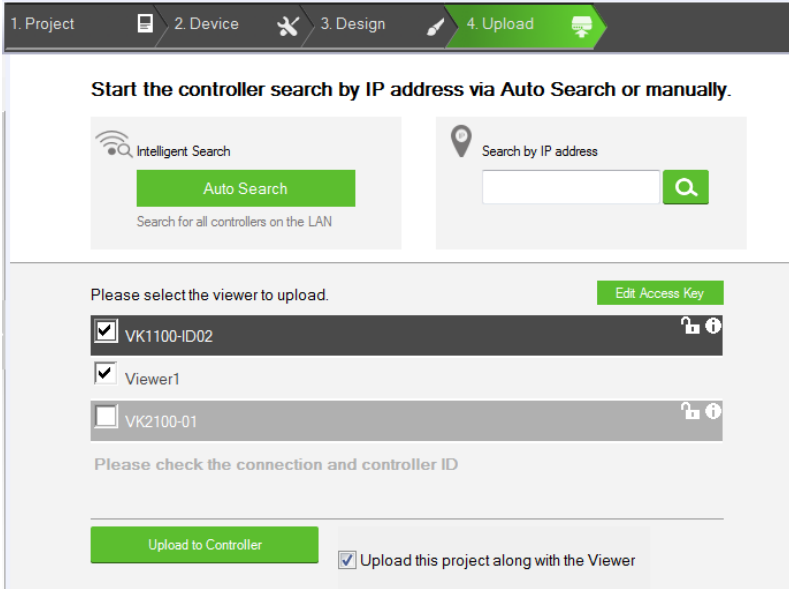 1. Project
2. Device
3. Design
4. Upload
Start the controller search by IP address via Auto Search or manually.
Intelligent Search
Auto Search
Search for all controllers on the LAN
IP
Search by IP address
Please select the viewer to upload.
Edit Access Key
VK1100-ID02
Viewer1
VK2100-01
Please check the connection and controller ID
Upload to Controller
Upload this project along with the Viewer